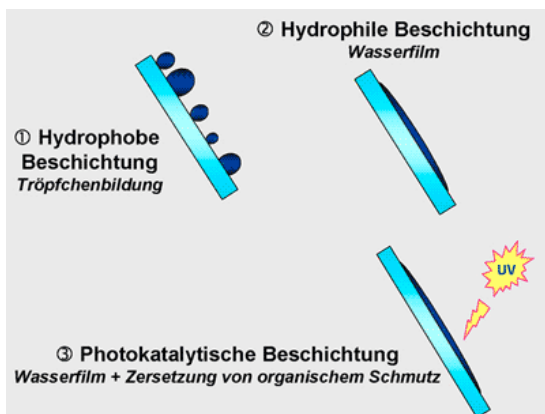 ① Hydrophobe
Beschichtung
Tröpfchenbildung
② Hydrophile Beschichtung
Wasserfilm
UV
③ Photokatalytische Beschichtung
Wasserfilm + Zersetzung von organischem Schmutz